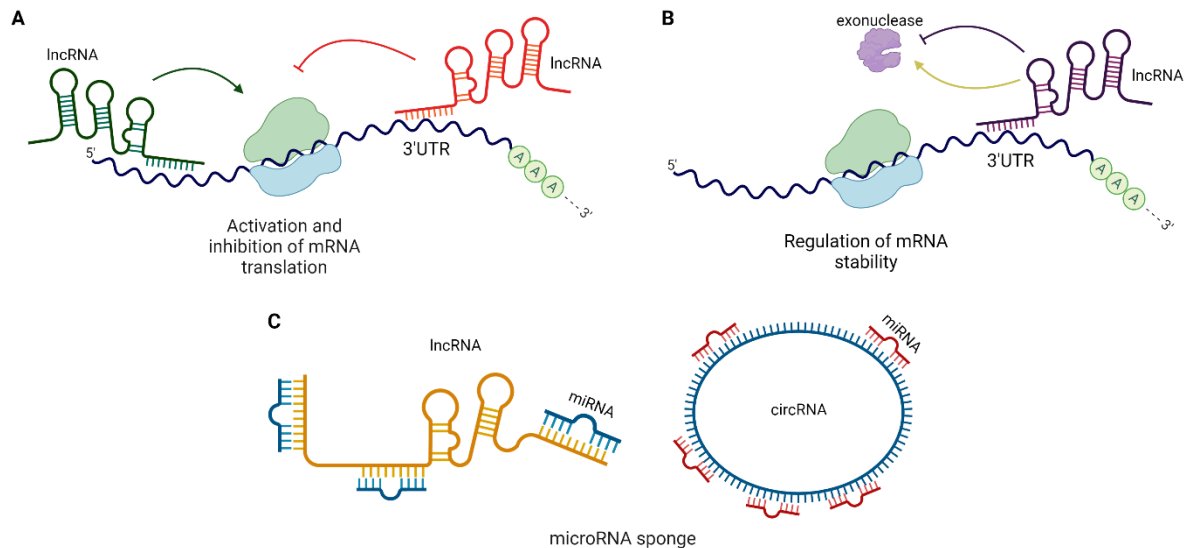 A
lncRNA
lncRNA
5'
3'UTR
A A A
3'
Activation and
inhibition of mRNA
translation
B
exonuclease
lncRNA
5'
3'UTR
A A A
3'
Regulation of mRNA
stability
C
lncRNA
miRNA
miRNA
circRNA
microRNA sponge